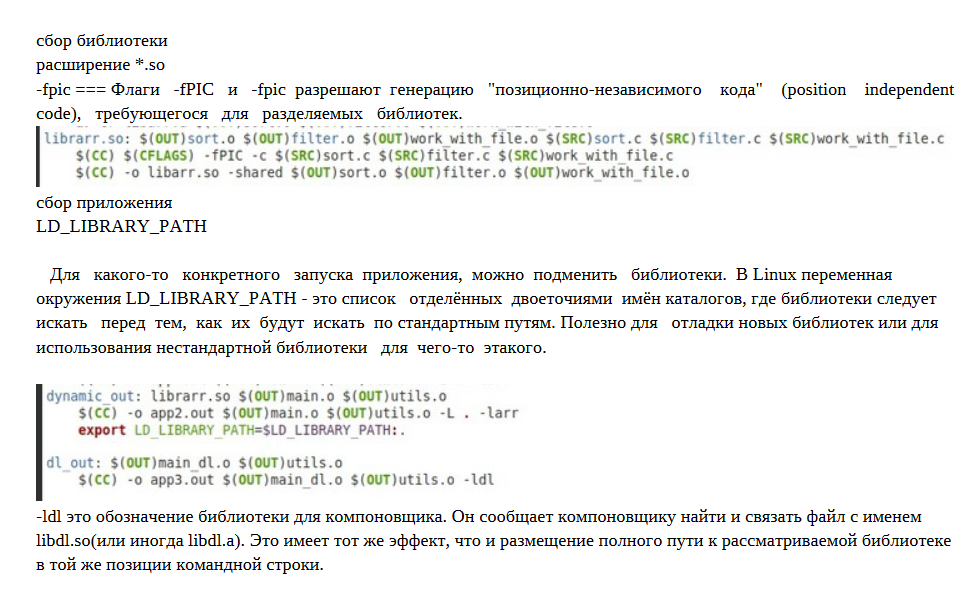 сбор библиотеки
расширение *.so
-fpic === Флаги -fPIC и -fpic разрешают генерацию "позиционно-независимого кода" (position independent
code), требующегося для разделяемых библиотек.
librarr.so: $(OUT)sort.o $(OUT)filter.o $(OUT)work_with_file.o $(SRC)sort.c $(SRC)filter.c $(SRC)work_with_file.c
$(CC) $(CFLAGS) -fPIC -c $(SRC)sort.c $(SRC)filter.c $(SRC)work_with_file.c
$(CC) -o libarr.so -shared $(OUT)sort.o $(OUT)filter.o $(OUT)work_with_file.o
сбор приложения
LD_LIBRARY_PATH
Для какого-то конкретного запуска приложения, можно подменить библиотеки. В Linux переменная
окружения LD_LIBRARY_PATH - это список отделённых двоеточиями имён каталогов, где библиотеки следует
искать перед тем, как их будут искать по стандартным путям. Полезно для отладки новых библиотек или для
использования нестандартной библиотеки для чего-то этакого.
dynamic_out: librarr.so $(OUT)main.o $(OUT)utils.o
$(CC) -o app2.out $(OUT)main.o $(OUT)utils.o -L . -larr
export LD_LIBRARY_PATH=$LD_LIBRARY_PATH:.
dl_out: $(OUT)main_dl.o $(OUT)utils.o
$(CC) -o app3.out $(OUT)main_dl.o $(OUT)utils.o -ldl
-ldl это обозначение библиотеки для компоновщика. Он сообщает компоновщику найти и связать файл с именем
libdl.so(или иногда libdl.a). Это имеет тот же эффект, что и размещение полного пути к рассматриваемой библиотеке
в той же позиции командной строки.